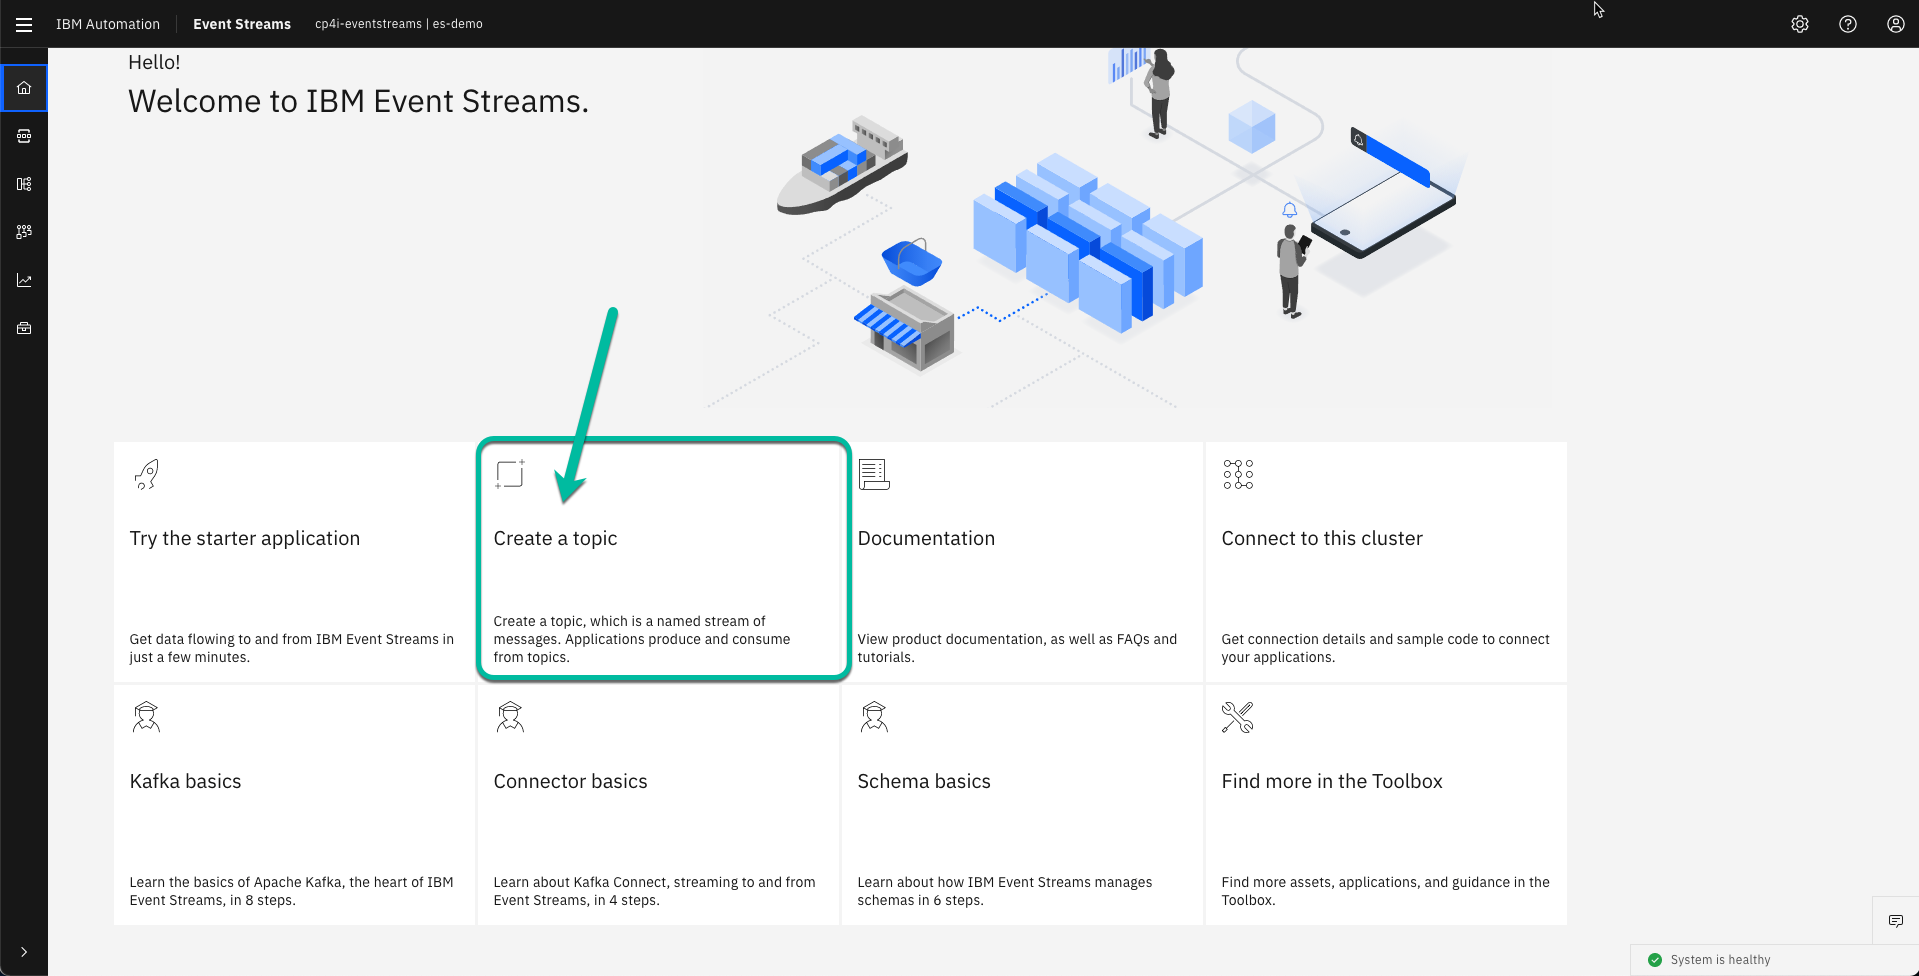 IBM Automation
Event Streams
cp4i-eventstreams | es-demo
Hello!
Welcome to IBM Event Streams.
Try the starter application
Get data flowing to and from IBM Event Streams in
just a few minutes.
Create a topic
Create a topic, which is a named stream of
messages. Applications produce and consume
from topics.
Documentation
View product documentation, as well as FAQs and
tutorials.
Connect to this cluster
Get connection details and sample code to connect
your applications.
Kafka basics
Learn the basics of Apache Kafka, the heart of IBM
Event Streams, in 8 steps.
Connector basics
Learn about Kafka Connect, streaming to and from
Event Streams, in 4 steps.
Schema basics
Learn about how IBM Event Streams manages
schemas in 6 steps.
Find more in the Toolbox
Find more assets, applications, and guidance in the
Toolbox.
System is healthy